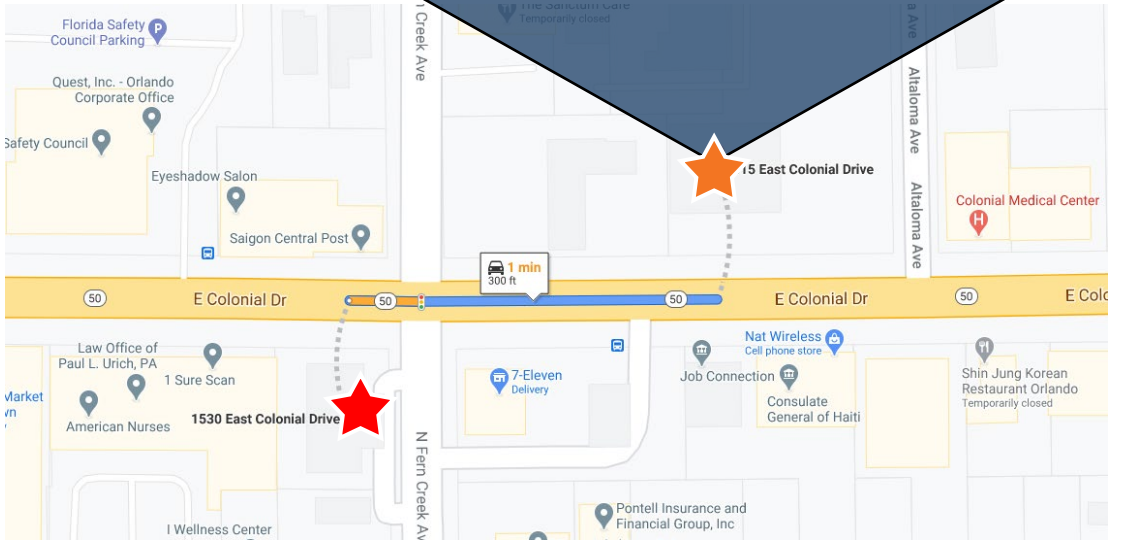 The Sanctum Cafe
Temporarily closed
Florida Safety
Council Parking
Creek Ave
a Ave
Quest, Inc. - Orlando
Corporate Office
Safety Council
Altaloma Ave
Eyeshadow Salon
15 East Colonial Drive
Altaloma Ave
Colonial Medical Center
H
Saigon Central Post
1 min
300 ft
50
E Colonial Dr
50
50
E Colonial Dr
50
E Colo
Law Office of
Paul L. Urich, PA
1 Sure Scan
Nat Wireless
Cell phone store
Job Connection
Shin Jung Korean
Restaurant Orlando
Temporarily closed
7-Eleven
Delivery
Market
wn
American Nurses
1530 East Colonial Drive
Consulate
General of Haiti
N Fern Creek Av
Pontell Insurance and
Financial Group, Inc
l Wellness Center
P